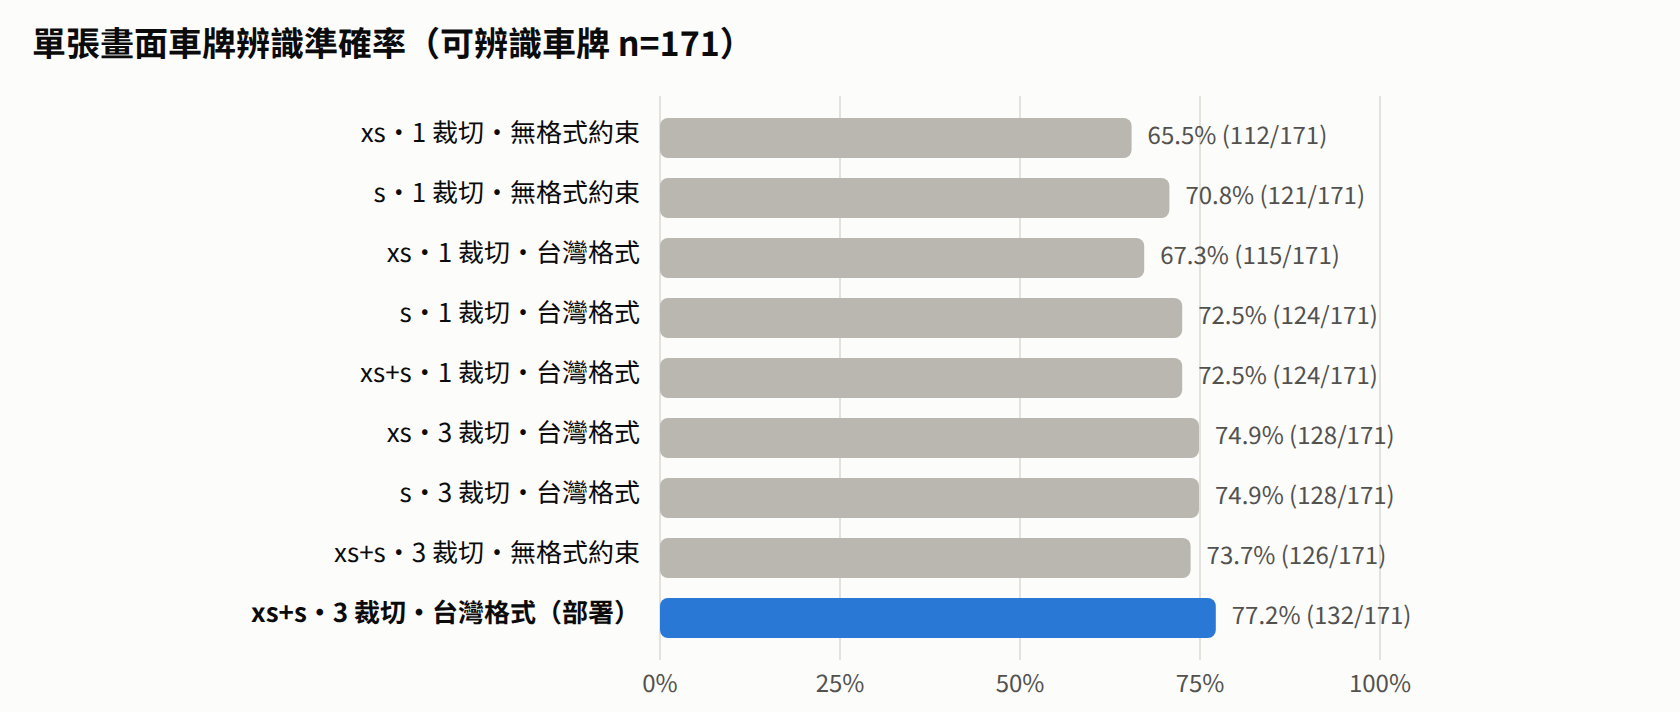 單張畫面車牌辨識準確率（可辨識車牌 n=171）
xs・1 裁切・無格式約束 65.5% (112/171)
s・1 裁切・無格式約束 70.8% (121/171)
xs・1 裁切・台灣格式 67.3% (115/171)
s・1 裁切・台灣格式 72.5% (124/171)
xs+s・1 裁切・台灣格式 72.5% (124/171)
xs・3 裁切・台灣格式 74.9% (128/171)
s・3 裁切・台灣格式 74.9% (128/171)
xs+s・3 裁切・無格式約束 73.7% (126/171)
xs+s・3 裁切・台灣格式（部署） 77.2% (132/171)
0% 25% 50% 75% 100%